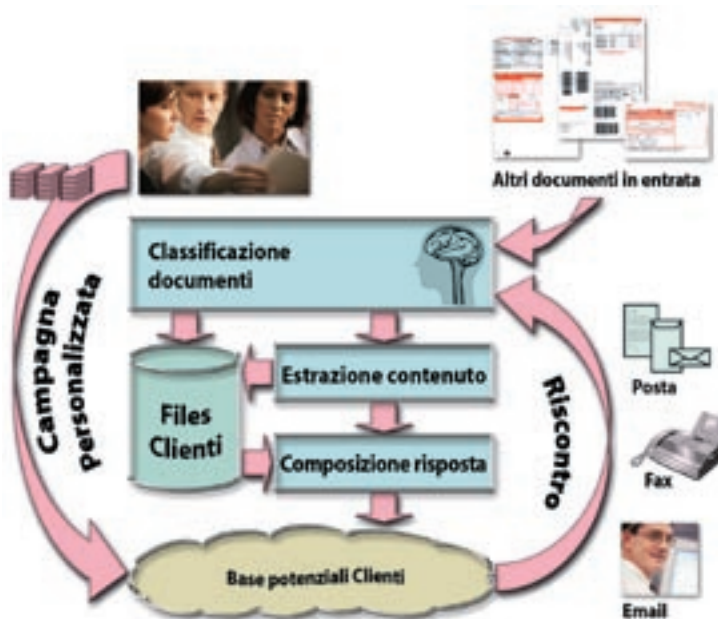 Altri documenti in entrata
Classificazione
documenti
Campagna
personalizzata
Estrazione contenuto
Files
Clienti
Composizione risposta
Riscontro
Posta
Fax
Base potenziali Clienti
Email